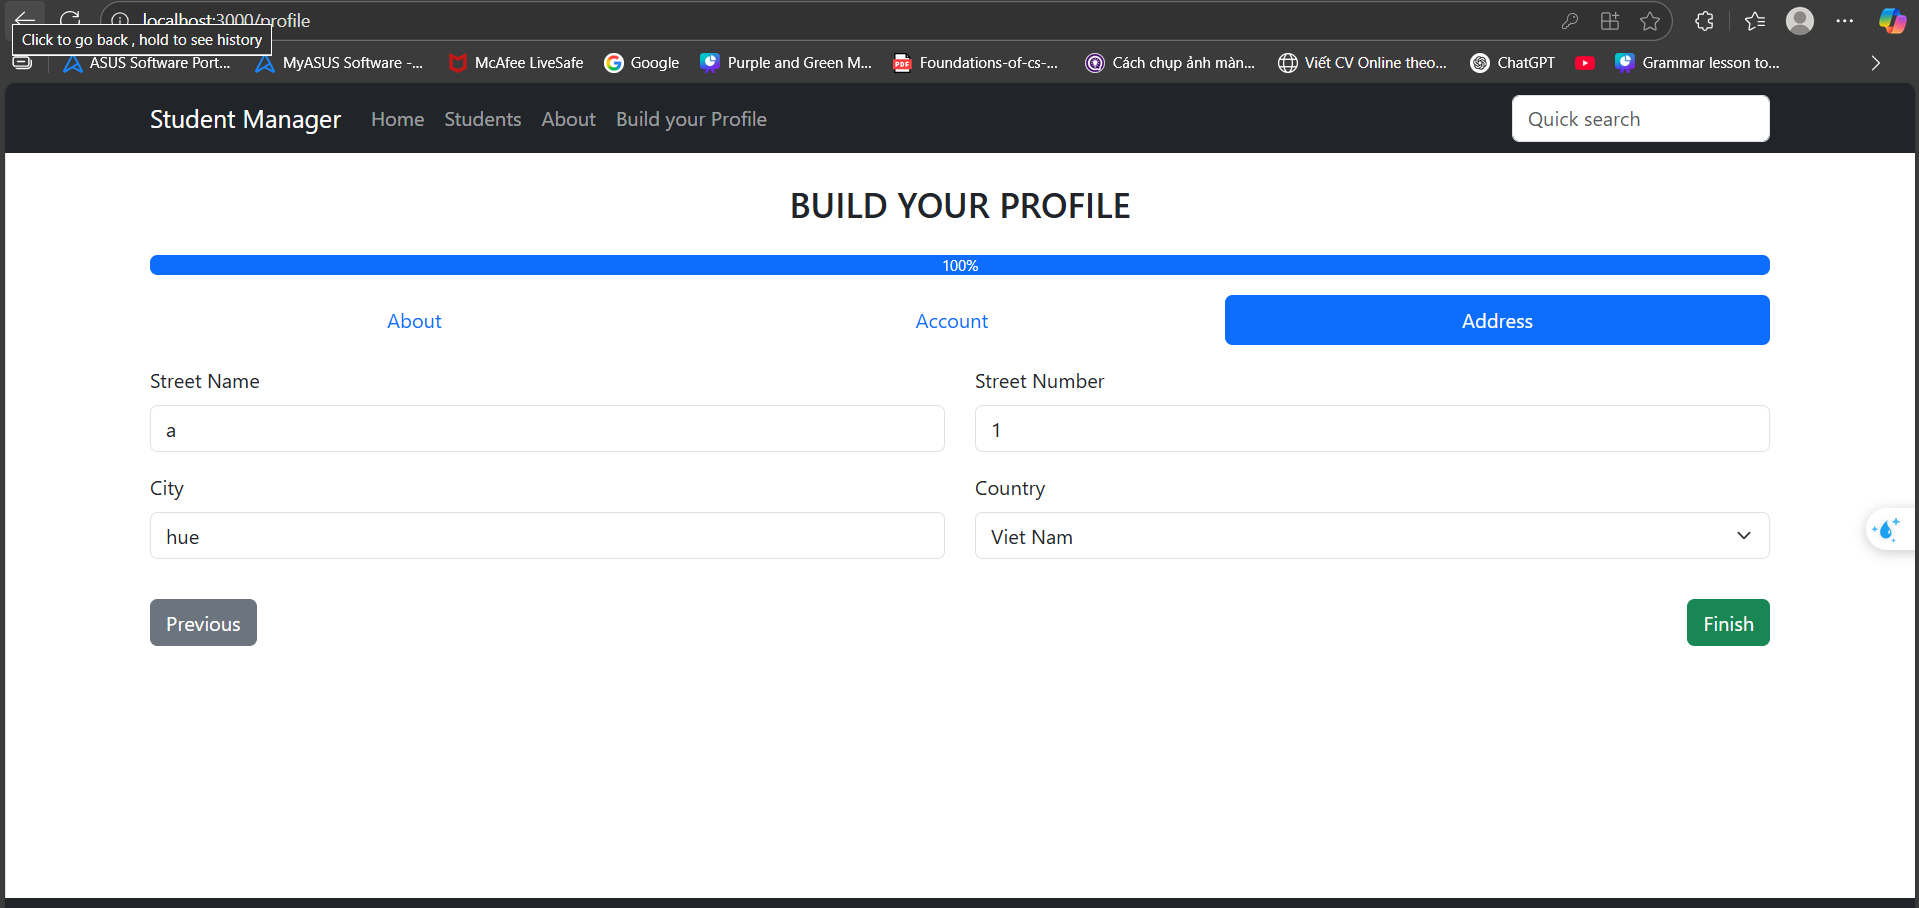 localhost:3000/profile
Click to go back , hold to see history
ASUS Software Port...
MyASUS Software -...
McAfee LiveSafe
Google
Purple and Green M...
PDF
Foundations-of-cs-...
Cách chụp ảnh màn...
Viết CV Online theo...
ChatGPT
Grammar lesson to...
Student Manager
Home
Students
About
Build your Profile
Quick search
BUILD YOUR PROFILE
100%
About
Account
Address
Street Name
Street Number
a
1
City
Country
hue
Viet Nam
Previous
Finish